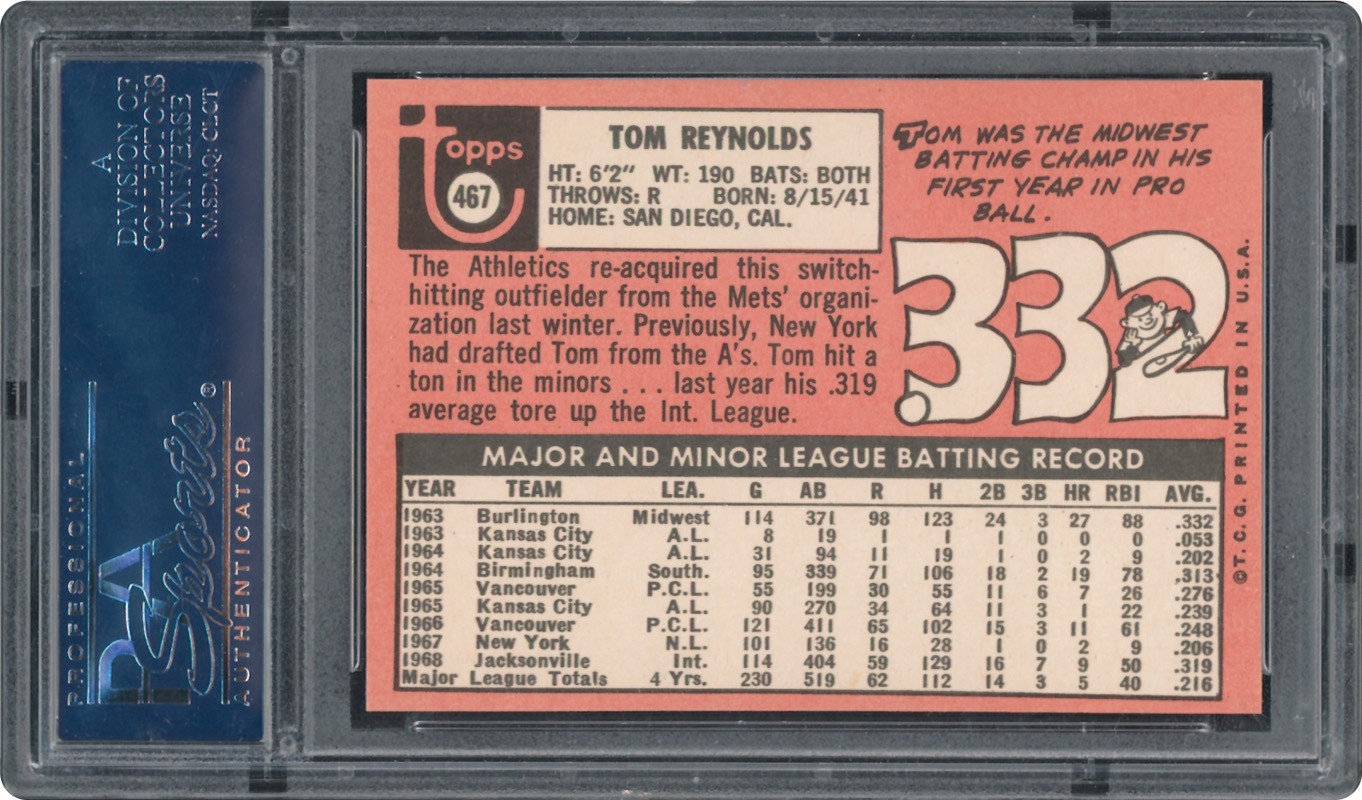 A
DIVISION OF
COLLECTORS
UNIVERSE
NASDAQ: CLCT
PROFESSIONAL
PSA
Sports®
AUTHENTICATOR
topps
467
TOM REYNOLDS
HT: 6'2" WT: 190 BATS: BOTH
THROWS: R BORN: 8/15/41
HOME: SAN DIEGO, CAL.
The Athletics re-acquired this switch-
hitting outfielder from the Mets' organi-
zation last winter. Previously, New York
had drafted Tom from the A's. Tom hit a
ton in the minors . . . last year his .319
average tore up the Int. League.
TOM WAS THE MIDWEST
BATTING CHAMP IN HIS
FIRST YEAR IN PRO
BALL.
.332
MAJOR AND MINOR LEAGUE BATTING RECORD
YEAR TEAM LEA. G AB R H 2B 3B HR RBI AVG.
1963 Burlington Midwest 114 371 98 123 24 3 27 88 .332
1963 Kansas City A.L. 8 19 1 1 1 0 0 0 .053
1964 Kansas City A.L. 31 94 11 19 1 0 2 9 .202
1964 Birmingham South. 95 339 71 106 18 2 19 78 .313
1965 Vancouver P.C.L. 55 199 30 55 11 6 7 26 .276
1965 Kansas City A.L. 90 270 34 64 11 3 1 22 .239
1966 Vancouver P.C.L. 121 411 65 102 15 3 11 61 .248
1967 New York N.L. 101 136 16 28 1 0 2 9 .206
1968 Jacksonville Int. 114 404 59 129 16 7 9 50 .319
Major League Totals 4 Yrs. 230 519 62 112 14 3 5 40 .216
©T. C. G. PRINTED IN U.S.A.